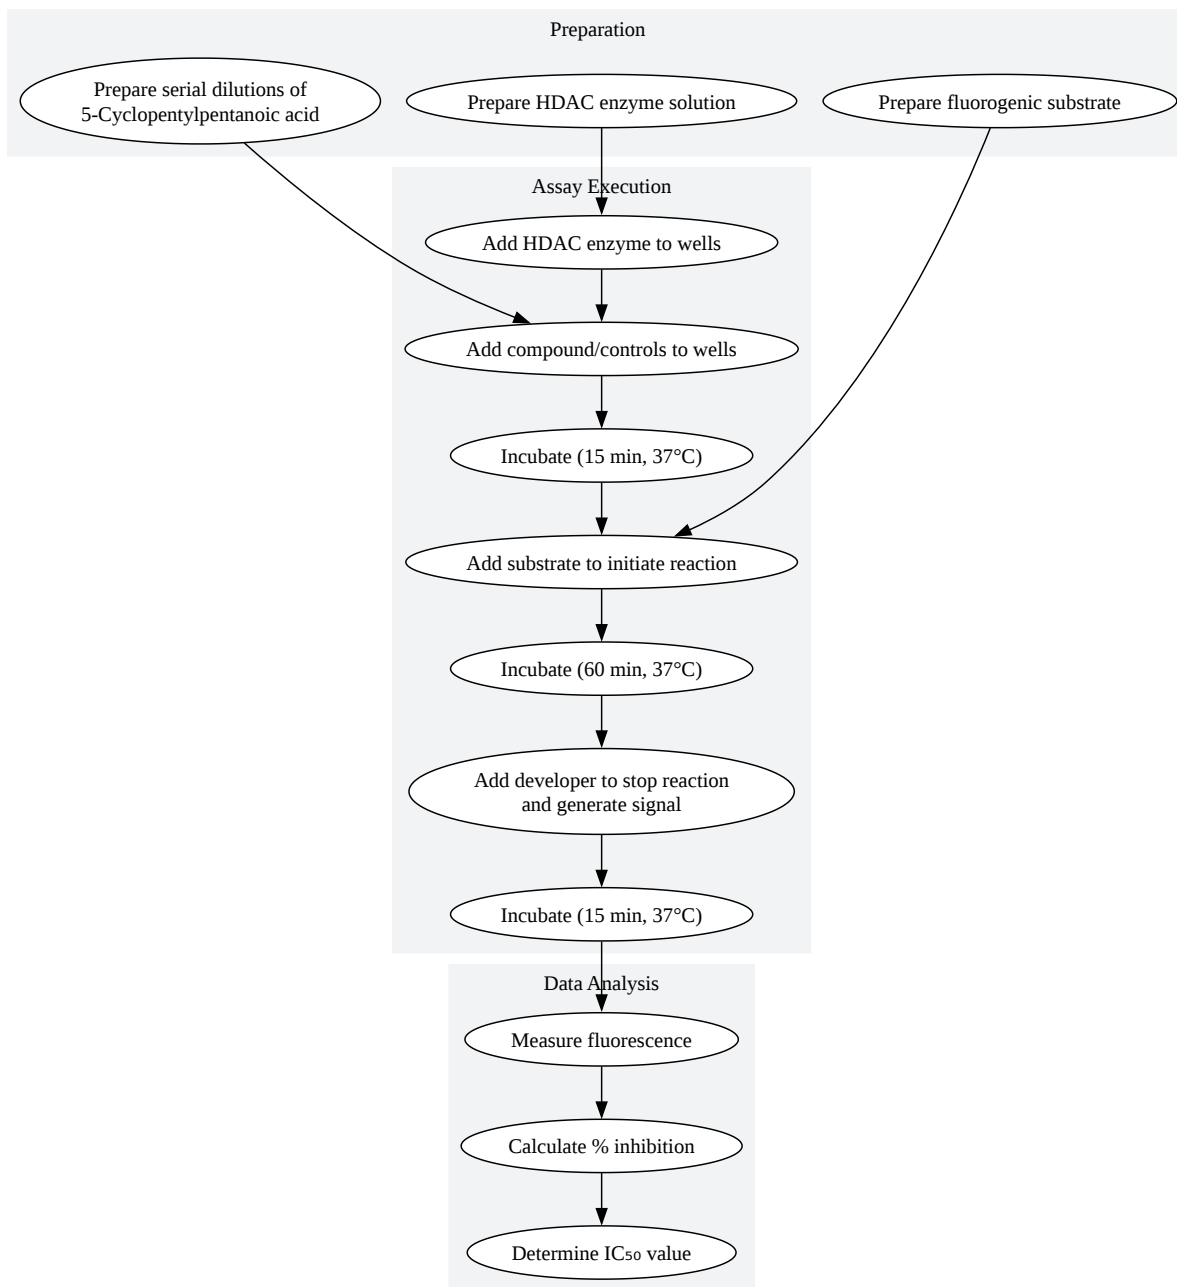 Preparation
Prepare serial dilutions of
5-Cyclopentylpentanoic acid
Prepare HDAC enzyme solution
Prepare fluorogenic substrate
Assay Execution
Add HDAC enzyme to wells
Add compound/controls to wells
Incubate (15 min, 37°C)
Add substrate to initiate reaction
Incubate (60 min, 37°C)
Add developer to stop reaction
and generate signal
Incubate (15 min, 37°C)
Data Analysis
Measure fluorescence
Calculate % inhibition
Determine IC₅₀ value